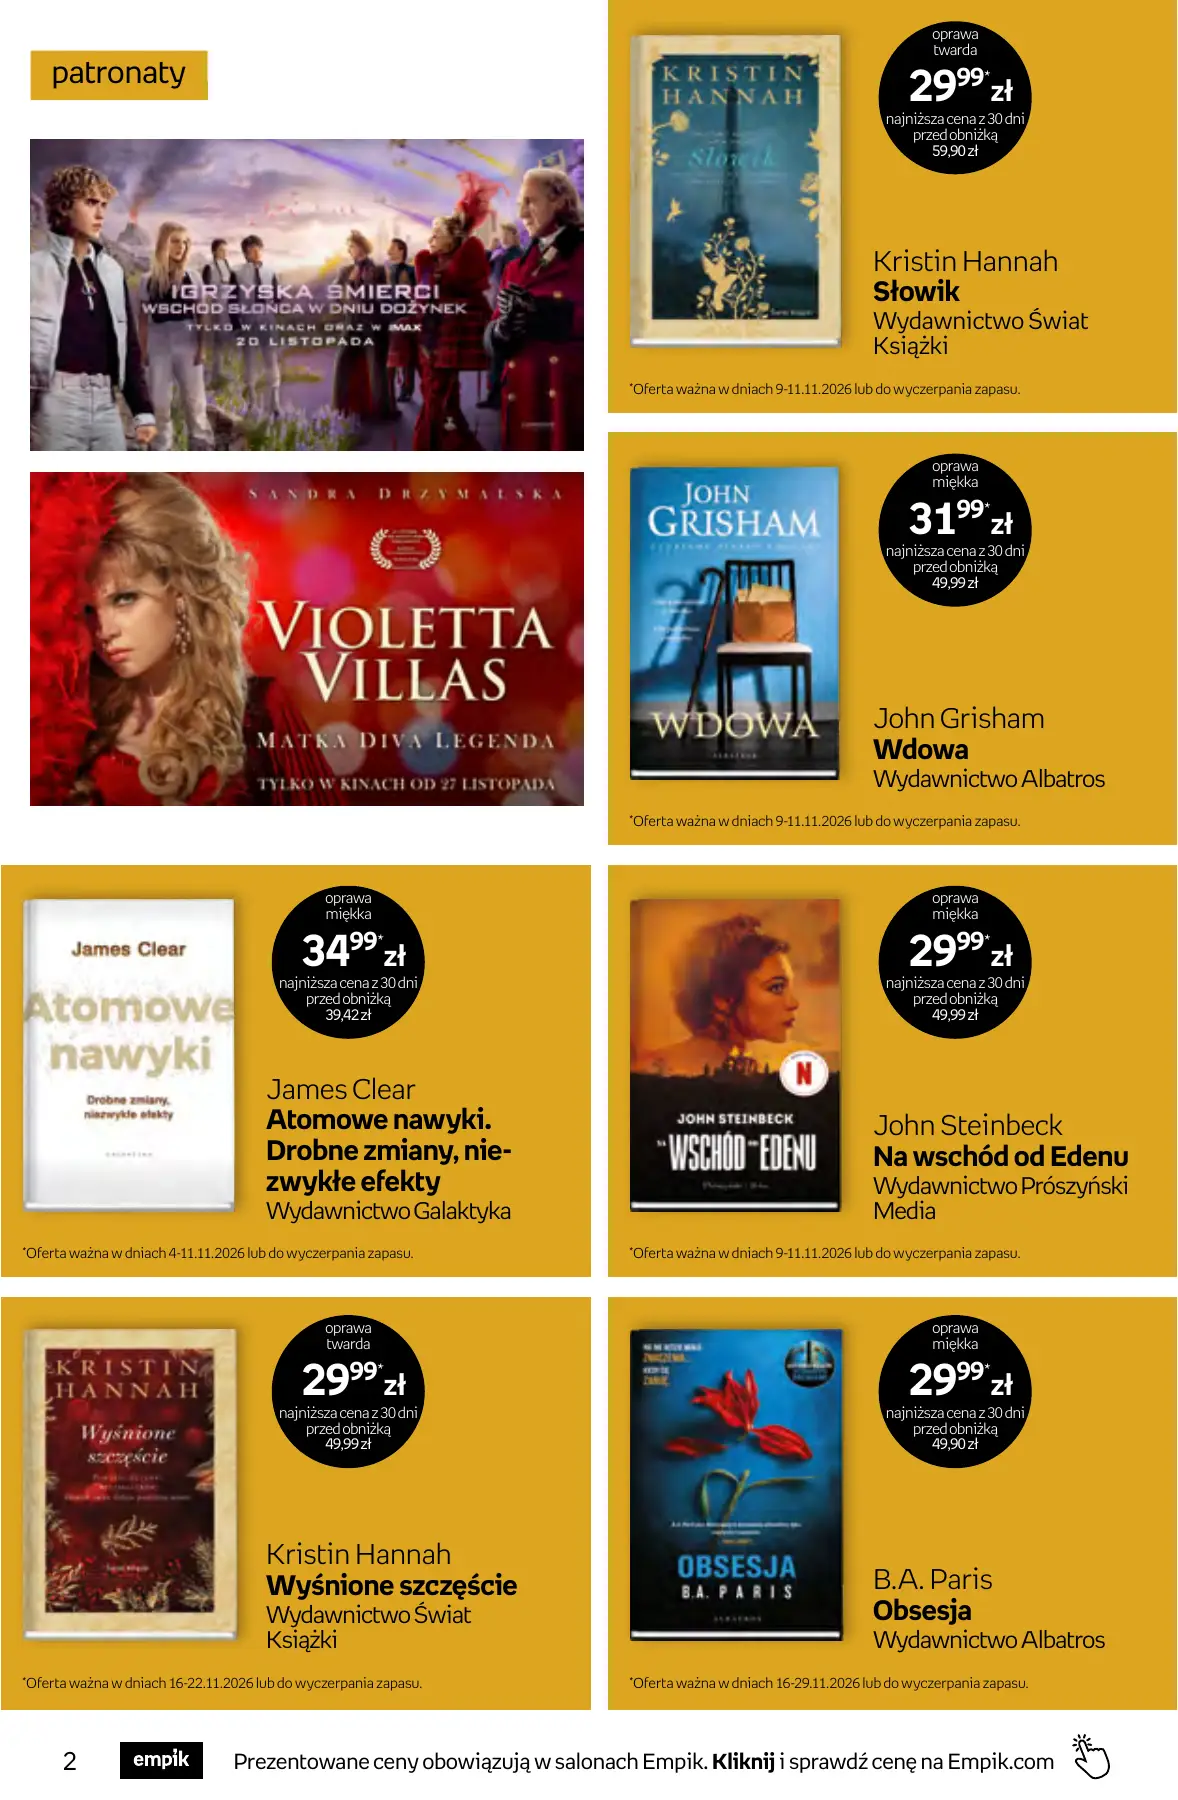 patronaty
IGRZYSKA ŚMIERCI
WSCHÓD SŁOŃCA W DNIU DOŻYNEK
TYLKO W KINACH ORAZ W IMAX
20 LISTOPADA
SANDRA DRZYMALSKA
VIOLETTA
VILLAS
MATKA DIVA LEGENDA
TYLKO W KINACH OD 27 LISTOPADA
KRISTIN
HANNAH
Słowik
oprawa
twarda
29⁹⁹* zł
najniższa cena z 30 dni
przed obniżką
59,90 zł
Kristin Hannah
Słowik
Wydawnictwo Świat
Książki
*Oferta ważna w dniach 9-11.11.2026 lub do wyczerpania zapasu.
JOHN
GRISHAM
WDOWA
oprawa
miękka
31⁹⁹* zł
najniższa cena z 30 dni
przed obniżką
49,99 zł
John Grisham
Wdowa
Wydawnictwo Albatros
*Oferta ważna w dniach 9-11.11.2026 lub do wyczerpania zapasu.
James Clear
Atomowe
nawyki
Drobne zmiany,
niezwykłe efekty
oprawa
miękka
34⁹⁹* zł
najniższa cena z 30 dni
przed obniżką
39,42 zł
James Clear
Atomowe nawyki.
Drobne zmiany, nie-
zwykłe efekty
Wydawnictwo Galaktyka
*Oferta ważna w dniach 4-11.11.2026 lub do wyczerpania zapasu.
N
JOHN STEINBECK
NA WSCHÓD OD EDENU
oprawa
miękka
29⁹⁹* zł
najniższa cena z 30 dni
przed obniżką
49,99 zł
John Steinbeck
Na wschód od Edenu
Wydawnictwo Prószyński
Media
*Oferta ważna w dniach 9-11.11.2026 lub do wyczerpania zapasu.
KRISTIN
HANNAH
Wyśnione
szczęście
oprawa
twarda
29⁹⁹* zł
najniższa cena z 30 dni
przed obniżką
49,99 zł
Kristin Hannah
Wyśnione szczęście
Wydawnictwo Świat
Książki
*Oferta ważna w dniach 16-22.11.2026 lub do wyczerpania zapasu.
OBSESJA
B.A. PARIS
ALBATROS
oprawa
miękka
29⁹⁹* zł
najniższa cena z 30 dni
przed obniżką
49,90 zł
B.A. Paris
Obsesja
Wydawnictwo Albatros
*Oferta ważna w dniach 16-29.11.2026 lub do wyczerpania zapasu.
2
empik
Prezentowane ceny obowiązują w salonach Empik. Kliknij i sprawdź cenę na Empik.com